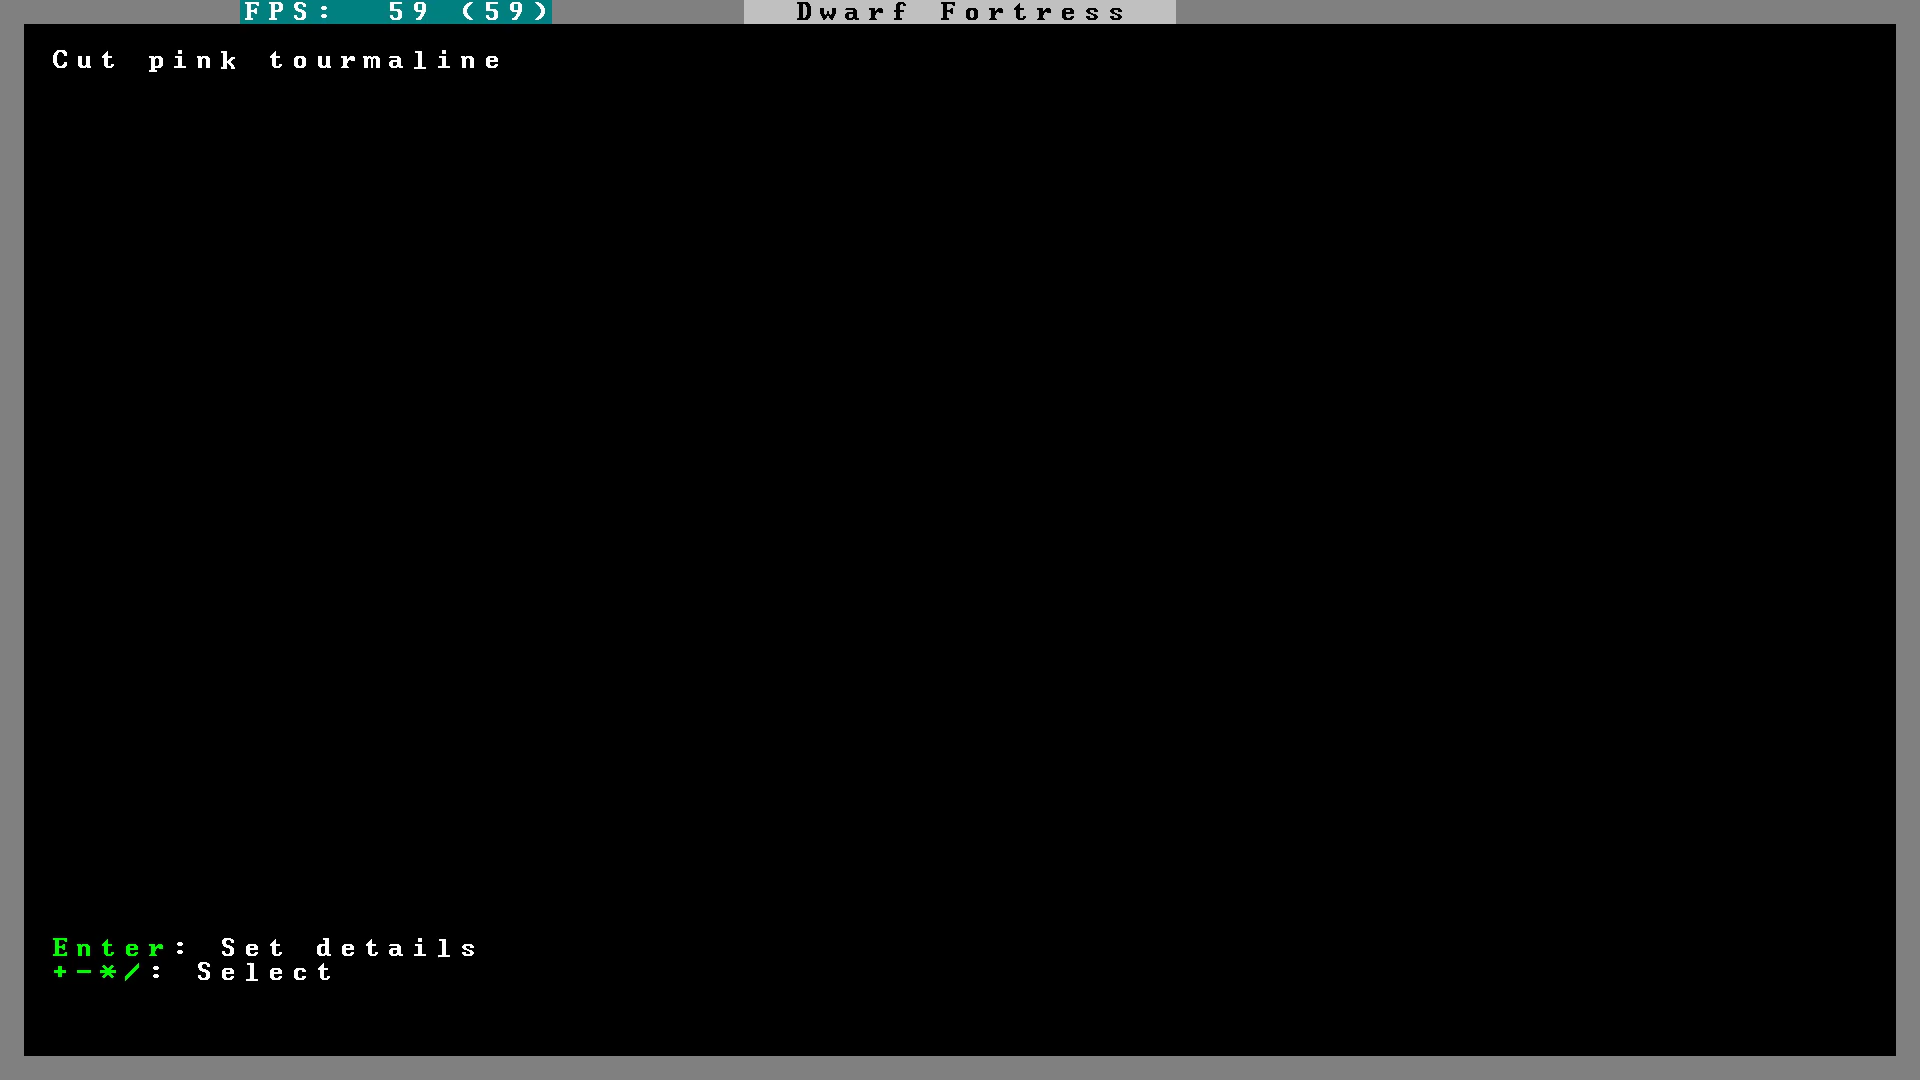 FPS: 59 (59) Dwarf Fortress
Cut pink tourmaline
Enter: Set details
+-*/: Select